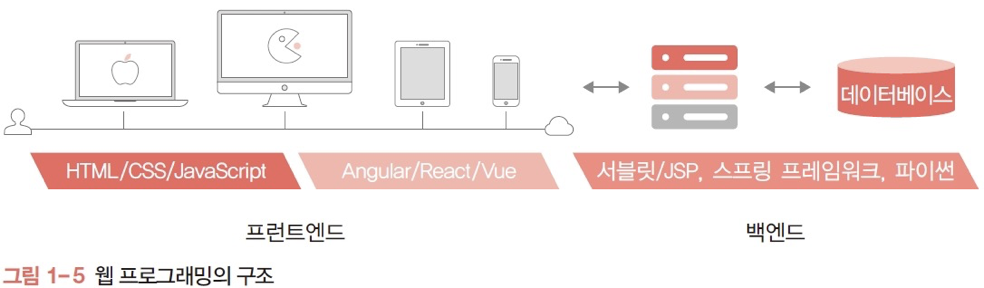 데이터베이스
HTML/CSS/JavaScript
Angular/React/Vue
서블릿/JSP, 스프링 프레임워크, 파이썬
프런트엔드
백엔드
그림 1-5 웹 프로그래밍의 구조